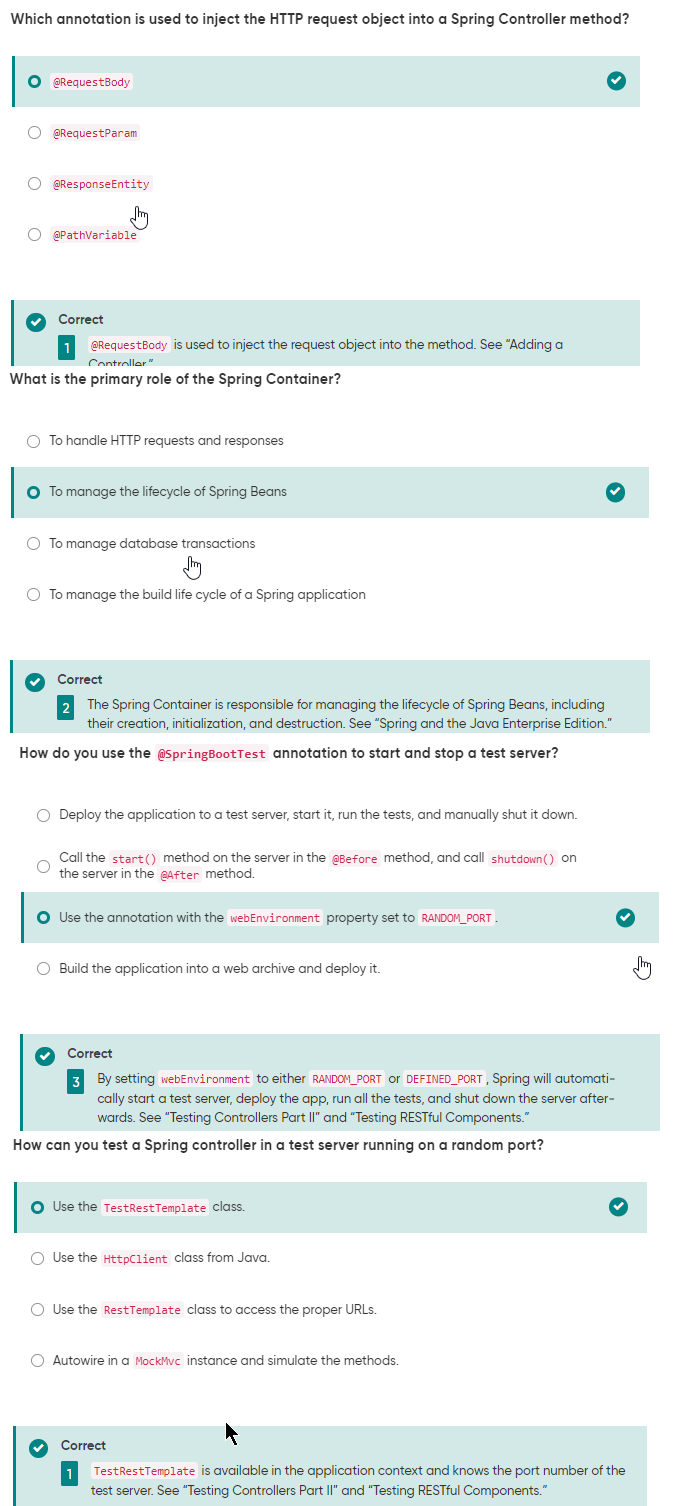 Which annotation is used to inject the HTTP request object into a Spring Controller method?
@RequestBody
@RequestParam
@ResponseEntity
@PathVariable
Correct
1 @RequestBody is used to inject the request object into the method. See “Adding a
Controller.”
What is the primary role of the Spring Container?
To handle HTTP requests and responses
To manage the lifecycle of Spring Beans
To manage database transactions
To manage the build life cycle of a Spring application
Correct
2 The Spring Container is responsible for managing the lifecycle of Spring Beans, including
their creation, initialization, and destruction. See “Spring and the Java Enterprise Edition.”
How do you use the @SpringBootTest annotation to start and stop a test server?
Deploy the application to a test server, start it, run the tests, and manually shut it down.
Call the start() method on the server in the @Before method, and call shutdown() on
the server in the @After method.
Use the annotation with the webEnvironment property set to RANDOM_PORT.
Build the application into a web archive and deploy it.
Correct
3 By setting webEnvironment to either RANDOM_PORT or DEFINED_PORT, Spring will automati-
cally start a test server, deploy the app, run all the tests, and shut down the server after-
wards. See “Testing Controllers Part II” and “Testing RESTful Components.”
How can you test a Spring controller in a test server running on a random port?
Use the TestRestTemplate class.
Use the HttpClient class from Java.
Use the RestTemplate class to access the proper URLs.
Autowire in a MockMvc instance and simulate the methods.
Correct
1 TestRestTemplate is available in the application context and knows the port number of the
test server. See “Testing Controllers Part II” and “Testing RESTful Components.”